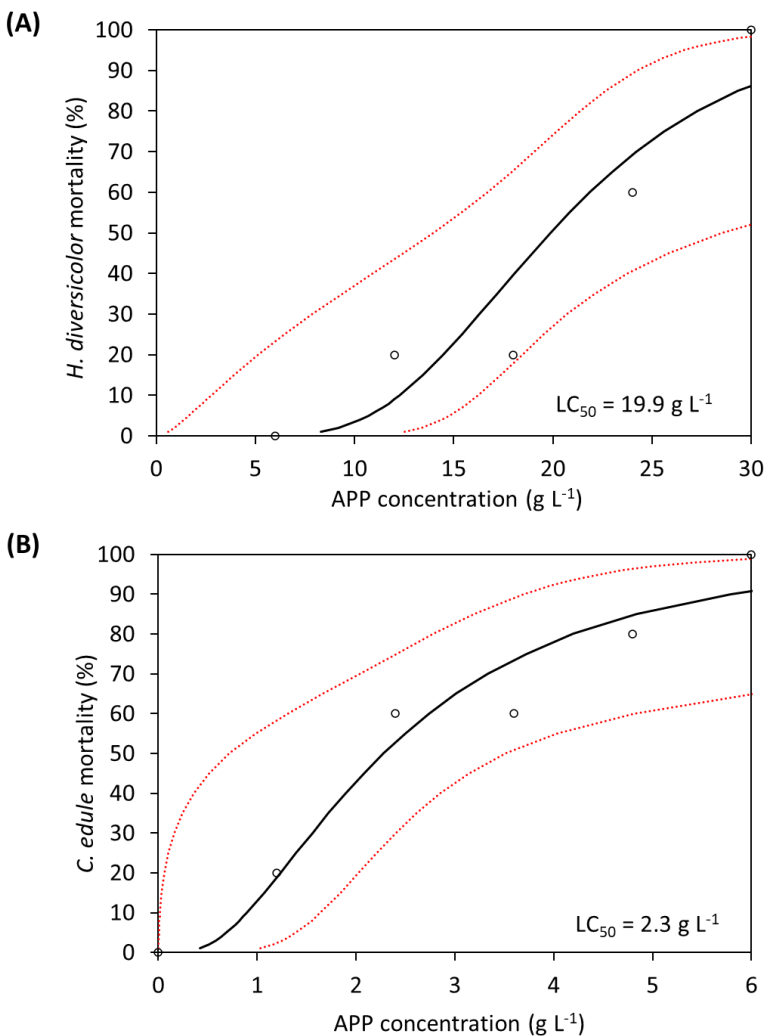 (A)
H. diversicolor mortality (%)
100
90
80
70
60
50
40
30
20
10
0
LC50 = 19.9 g L-1
0 5 10 15 20 25 30
APP concentration (g L-1)
(B)
C. edule mortality (%)
100
90
80
70
60
50
40
30
20
10
0
LC50 = 2.3 g L-1
0 1 2 3 4 5 6
APP concentration (g L-1)